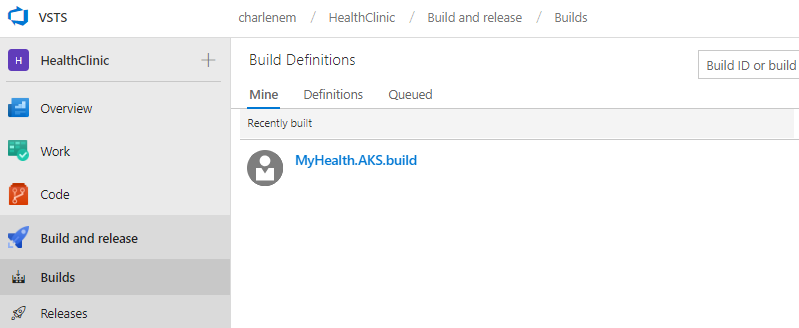 VSTS
charlenem / HealthClinic / Build and release / Builds
H HealthClinic +
Overview
Work
Code
Build and release
Builds
Releases
Build Definitions
Build ID or build
Mine Definitions Queued
Recently built
MyHealth.AKS.build